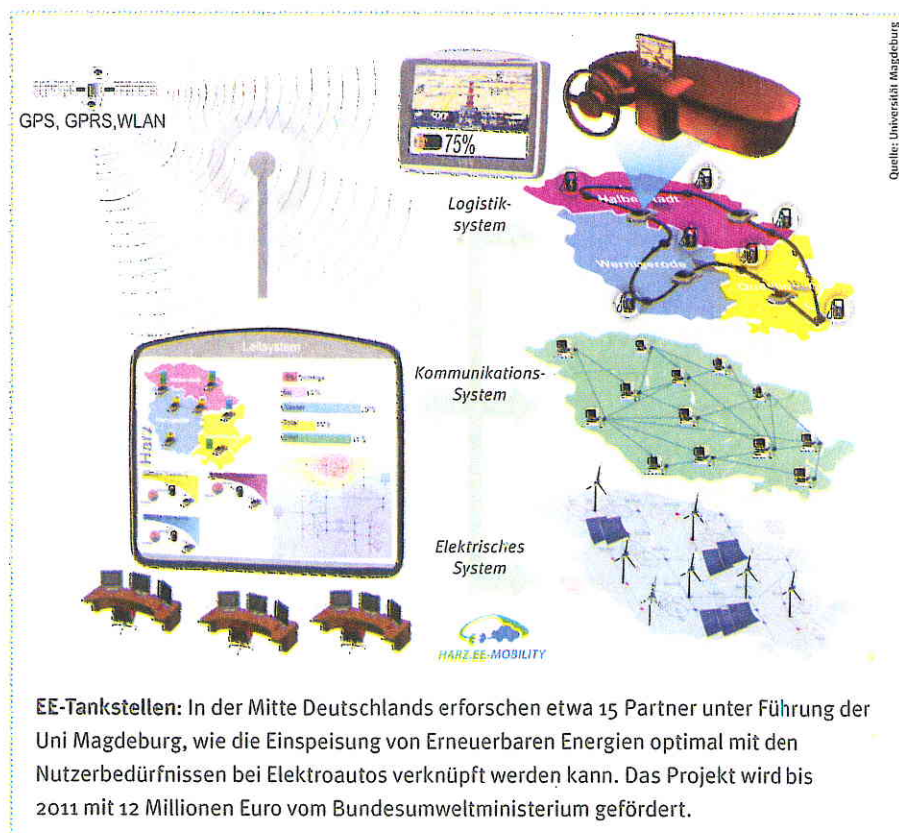 Quelle: Universität Magdeburg
GPS, GPRS,WLAN
75%
Logistik-
system
Halberstadt
Wernigerode
Leitsystem
Harz
Kommunikations-
System
Elektrisches
System
HARZ.EE-MOBILITY
EE-Tankstellen: In der Mitte Deutschlands erforschen etwa 15 Partner unter Führung der
Uni Magdeburg, wie die Einspeisung von Erneuerbaren Energien optimal mit den
Nutzerbedürfnissen bei Elektroautos verknüpft werden kann. Das Projekt wird bis
2011 mit 12 Millionen Euro vom Bundesumweltministerium gefördert.